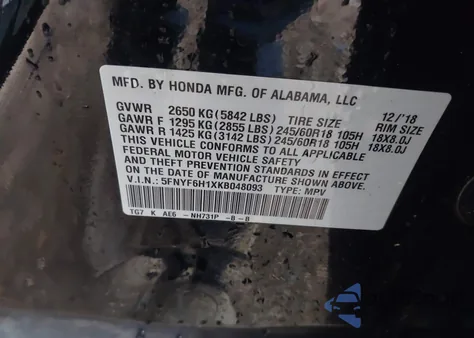 MFD. BY HONDA MFG. OF ALABAMA, LLC
GVWR 2650 KG (5842 LBS) TIRE SIZE 12/'18 RIM SIZE
GAWR F 1295 KG (2855 LBS) 245/60R18 105H 18X8.0J
GAWR R 1425 KG (3142 LBS) 245/60R18 105H 18X8.0J
THIS VEHICLE CONFORMS TO ALL APPLICABLE
FEDERAL MOTOR VEHICLE SAFETY AND
THEFT PREVENTION STANDARDS IN EFFECT ON
THE DATE OF MANUFACTURE SHOWN ABOVE.
V.I.N.: 5FNYF6H1XKB048093 TYPE: MPV
TG7 K AE6 -NH731P -B-B